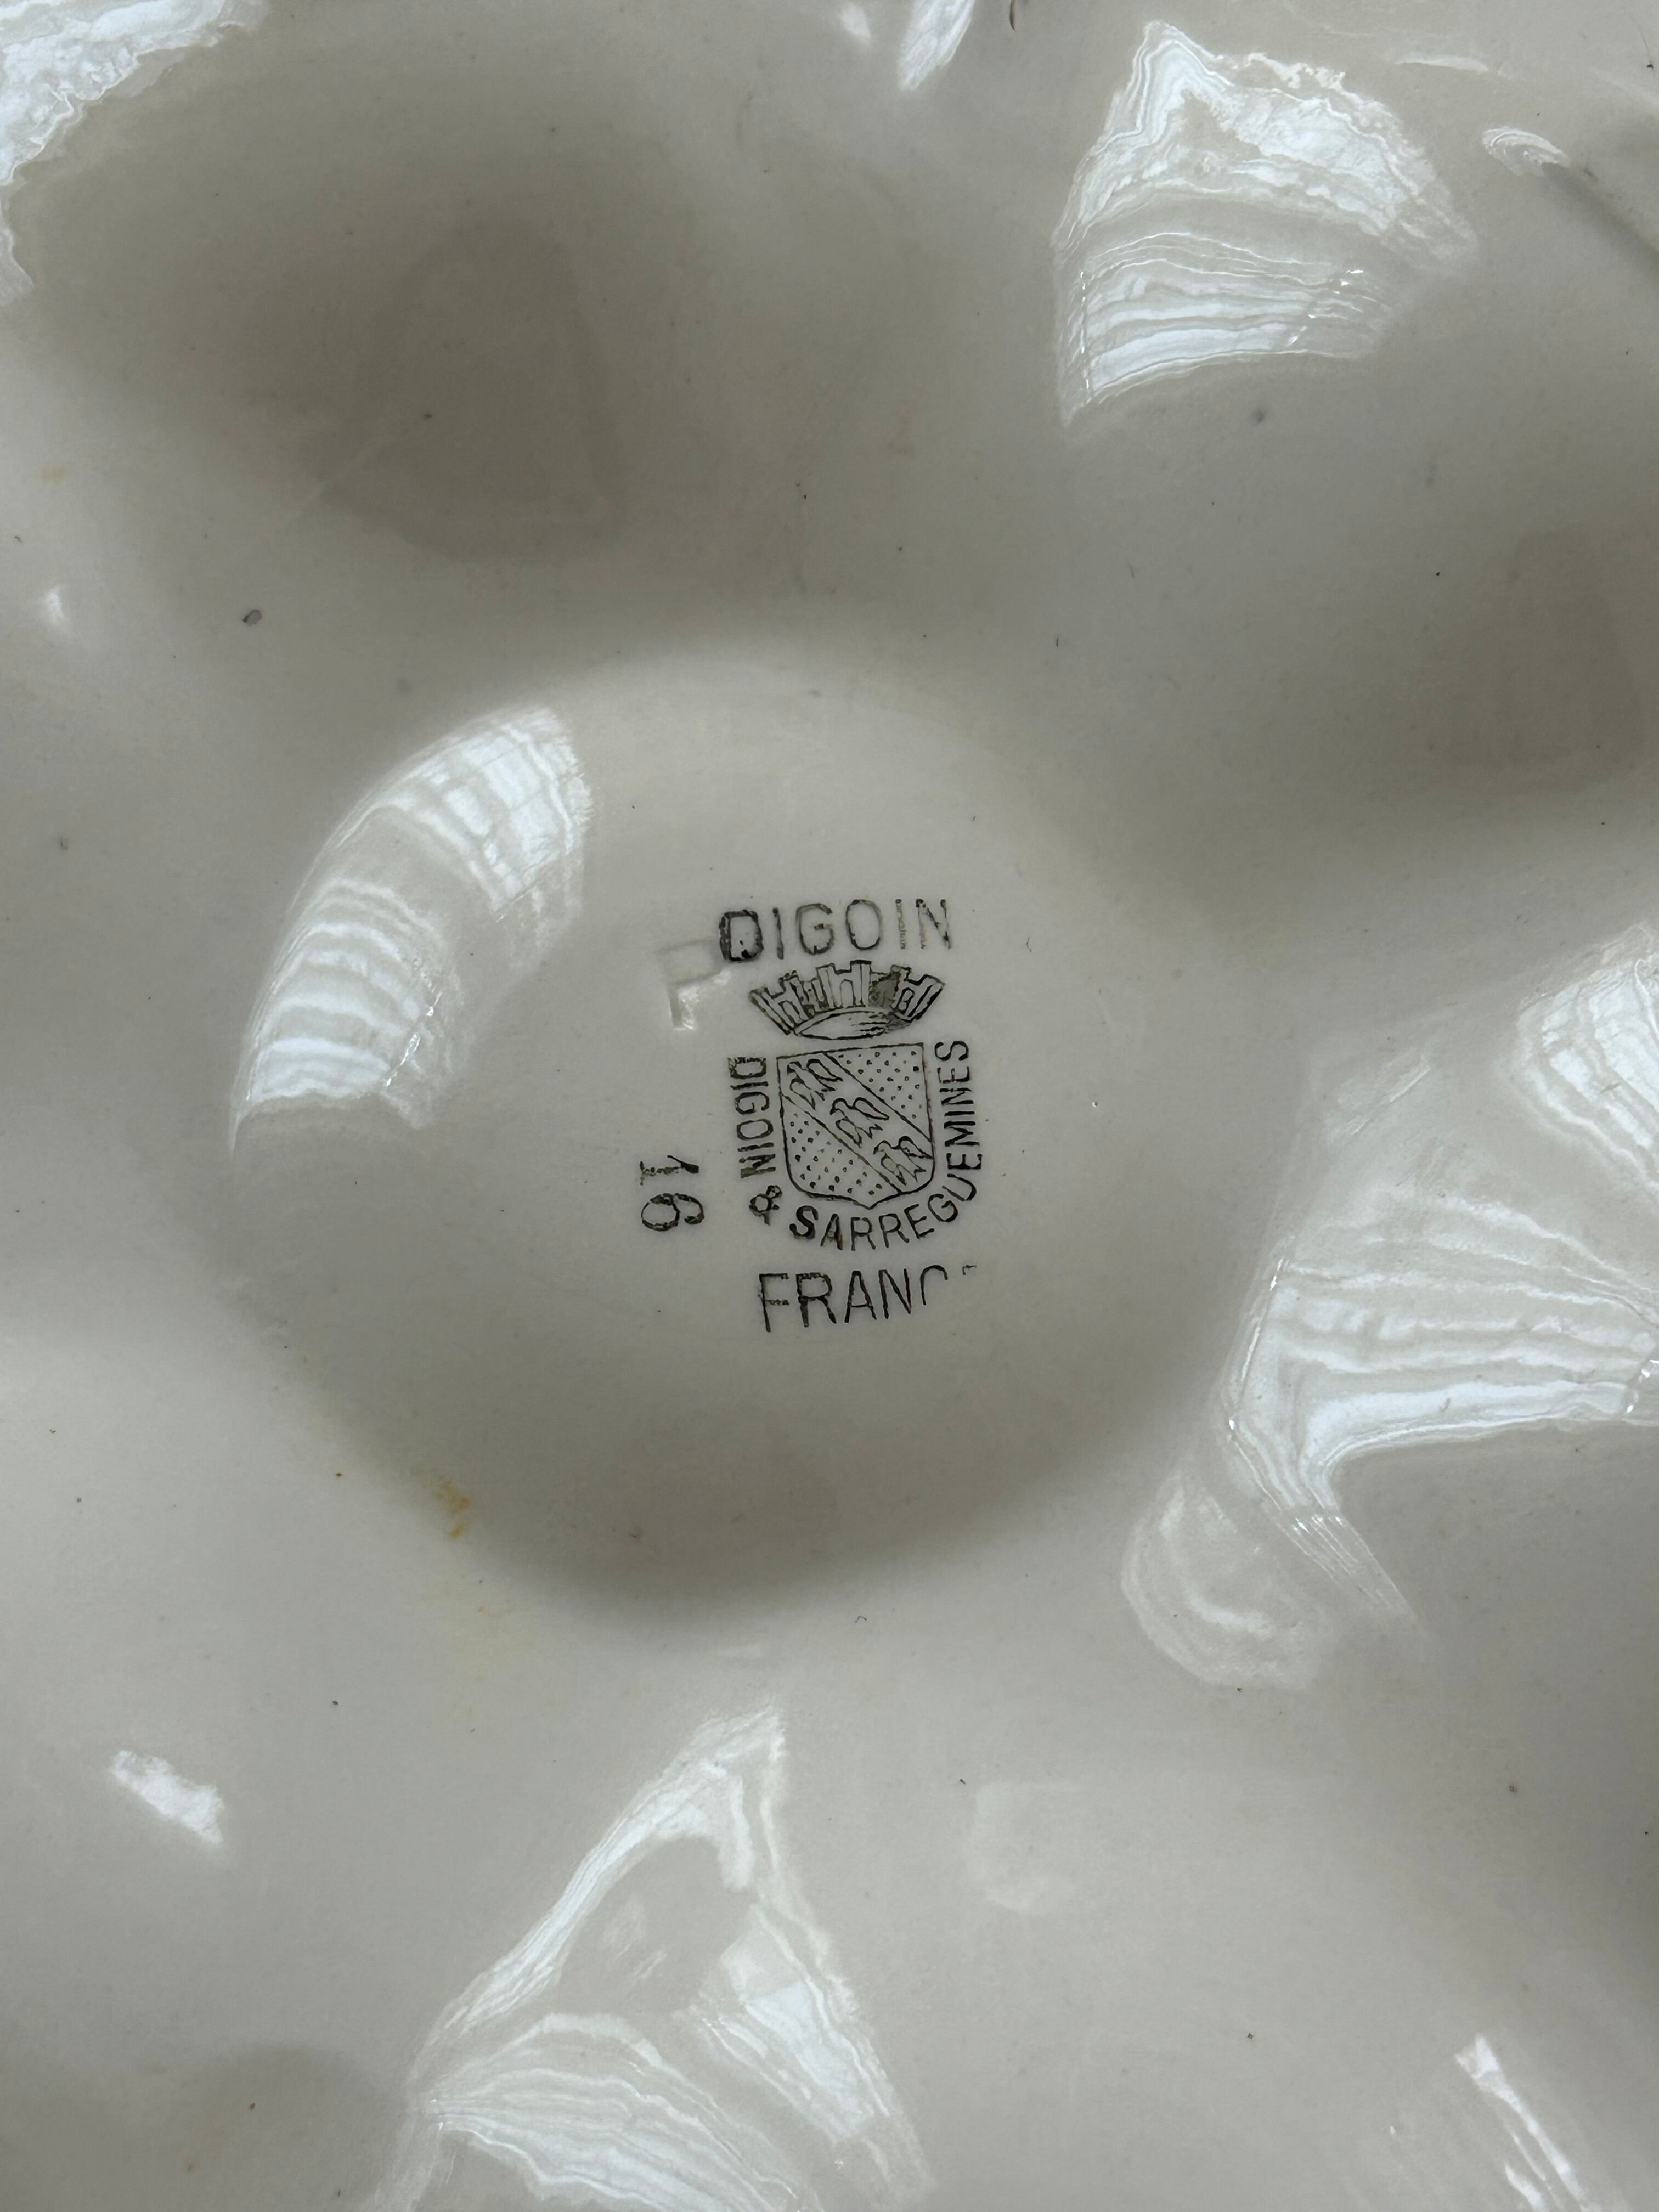 DIGOIN
P
DIGOIN & SARREGUEMINES
16
FRANC